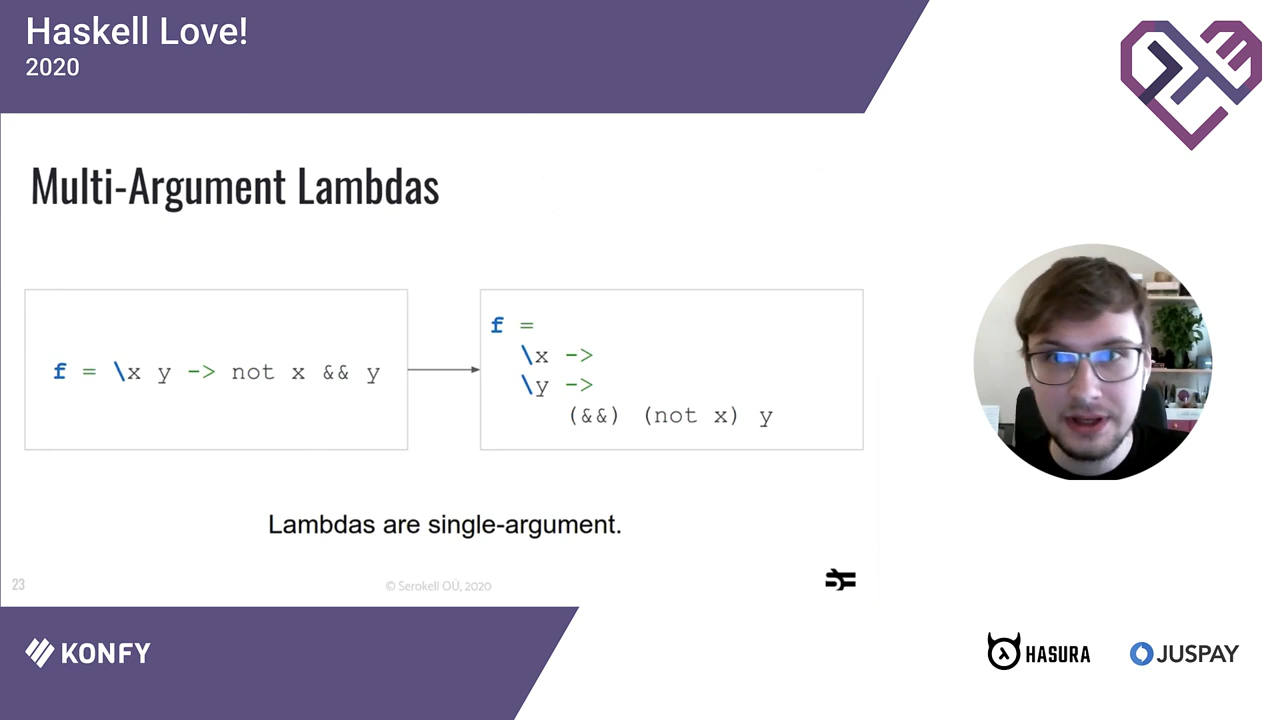 Haskell Love!
2020
Multi-Argument Lambdas
f = \x y -> not x && y
f =
\x ->
\y ->
(&&) (not x) y
Lambdas are single-argument.
23
© Serokell OÜ, 2020
KONFY
HASURA
JUSPAY